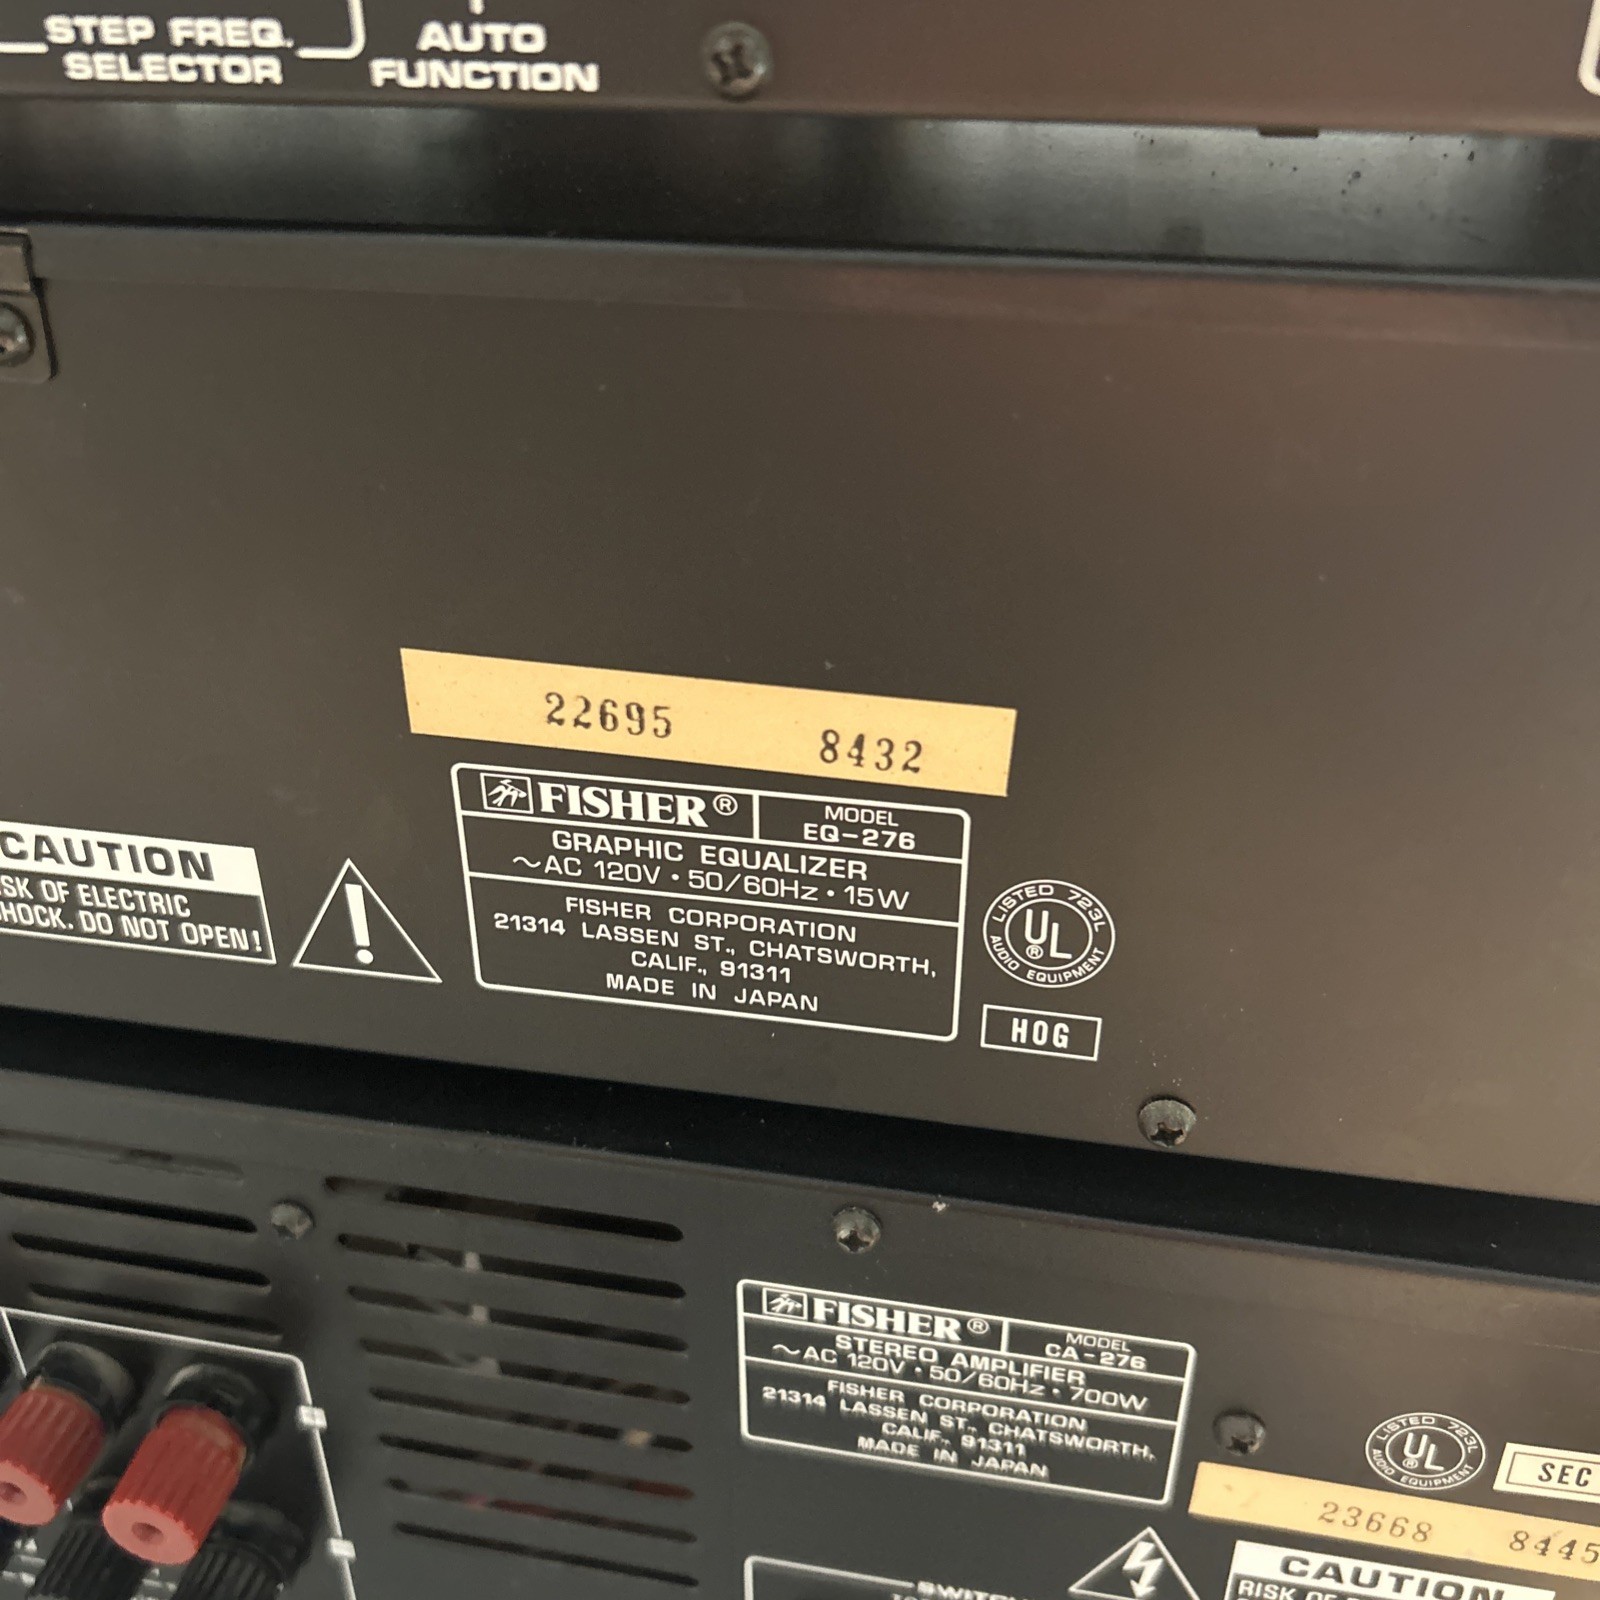 STEP FREQ.
SELECTOR
AUTO
FUNCTION
22695 8432
FISHER®
MODEL
EQ-276
GRAPHIC EQUALIZER
~AC 120V • 50/60Hz • 15W
FISHER CORPORATION
21314 LASSEN ST., CHATSWORTH,
CALIF., 91311
MADE IN JAPAN
CAUTION
SK OF ELECTRIC
HOCK. DO NOT OPEN!
!
LISTED 723L
UL®
AUDIO EQUIPMENT
HOG
FISHER®
MODEL
CA-276
STEREO AMPLIFIER
~AC 120V • 50/60Hz • 700W
FISHER CORPORATION
21314 LASSEN ST., CHATSWORTH,
CALIF., 91311
MADE IN JAPAN
LISTED 723L
UL®
AUDIO EQUIPMENT
SEC
23668 8445
CAUTION
RISK